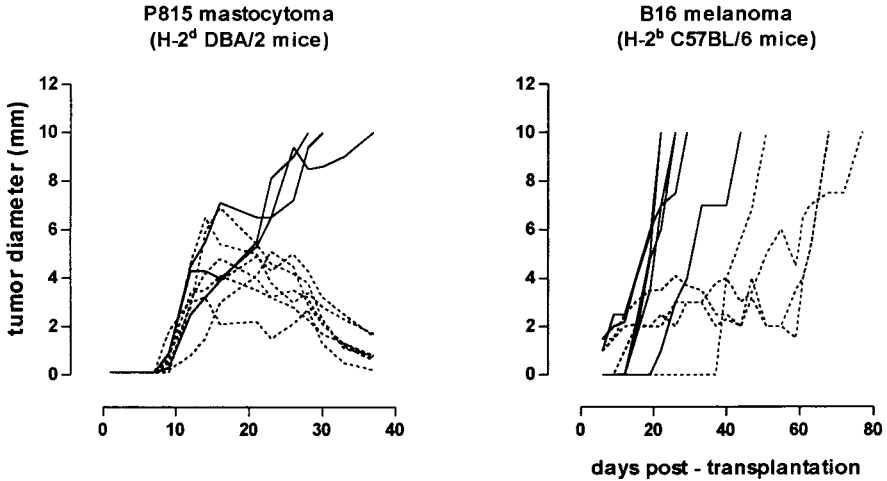 P815 mastocytoma
(H-2d DBA/2 mice)
B16 melanoma
(H-2b C57BL/6 mice)
tumor diameter (mm)
12
10
8
6
4
2
0
0 10 20 30 40
12
10
8
6
4
2
0
0 20 40 60 80
days post - transplantation